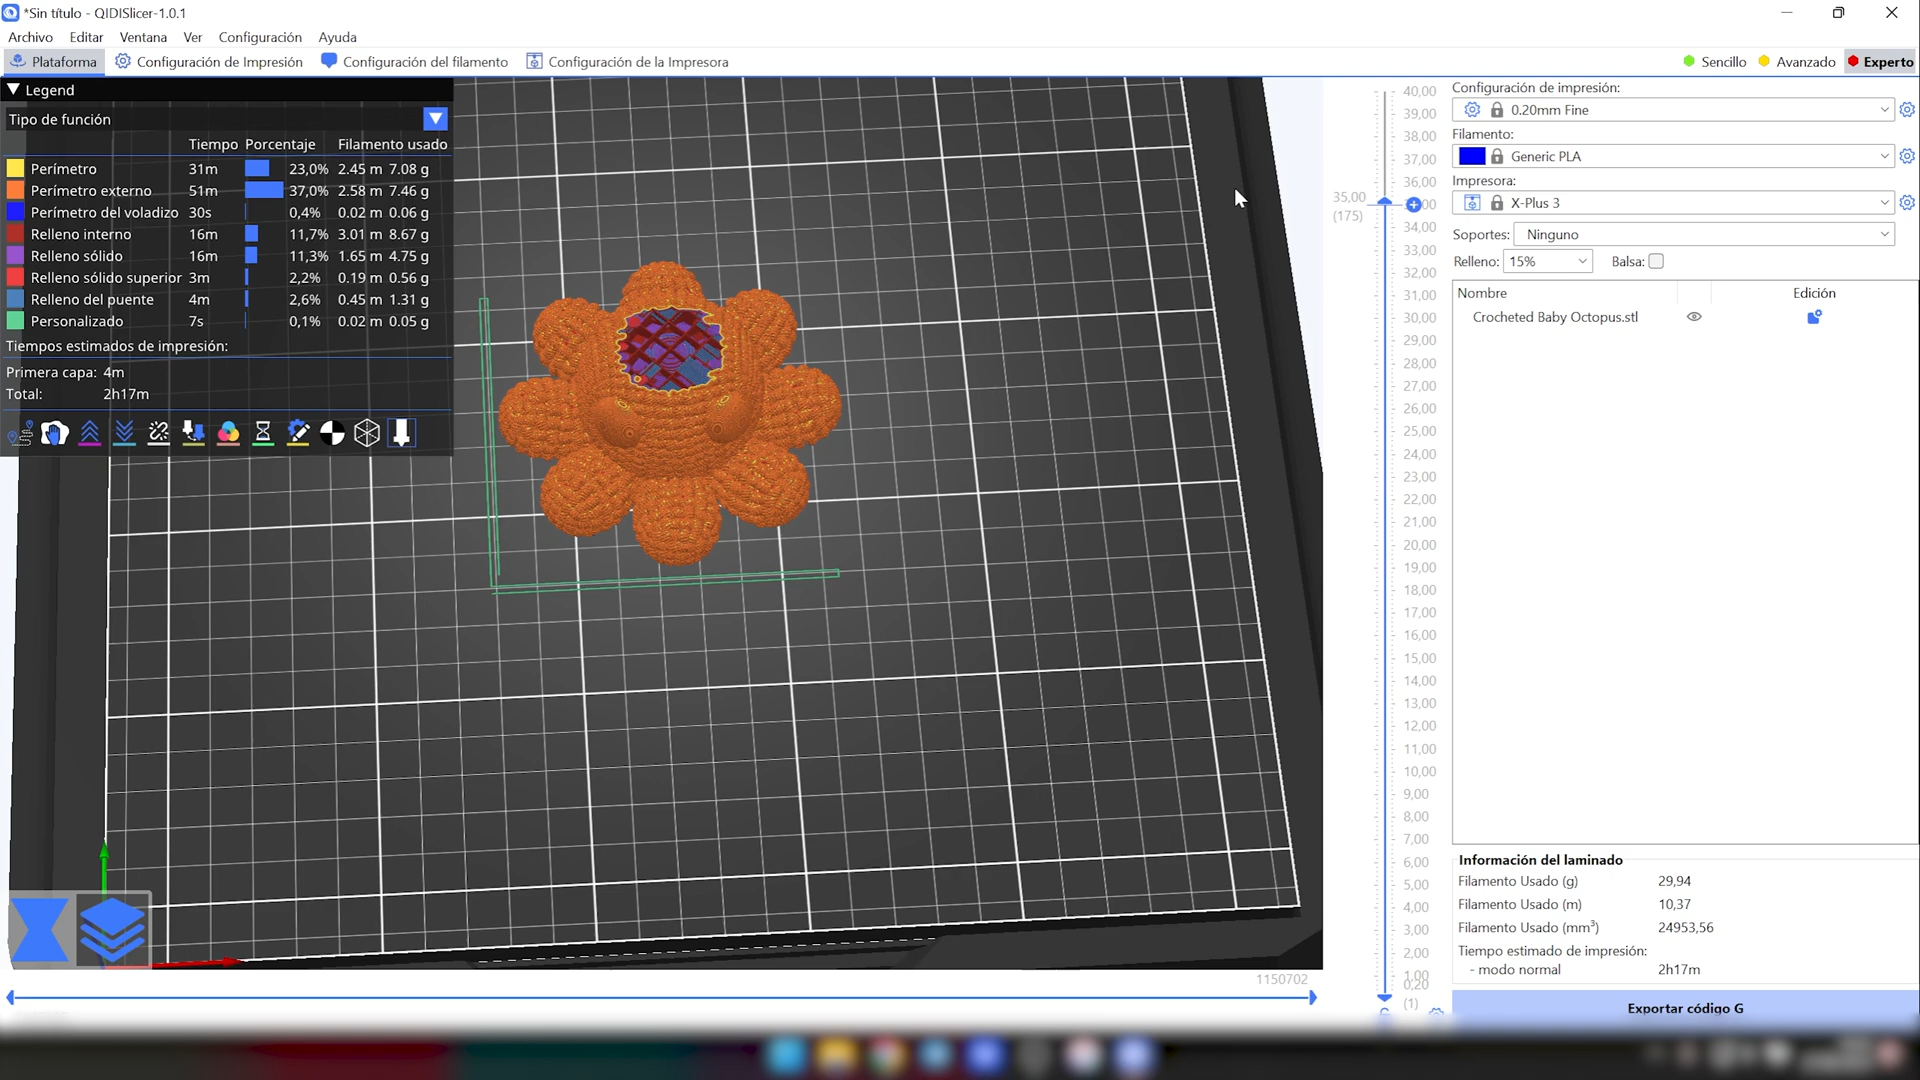 *Sin título - QIDISlicer-1.0.1
Archivo Editar Ventana Ver Configuración Ayuda
Plataforma Configuración de Impresión Configuración del filamento Configuración de la Impresora Sencillo Avanzado Experto
Legend
Tipo de función
Tiempo Porcentaje Filamento usado
Perímetro 31m 23,0% 2.45 m 7.08 g
Perímetro externo 51m 37,0% 2.58 m 7.46 g
Perímetro del voladizo 30s 0,4% 0.02 m 0.06 g
Relleno interno 16m 11,7% 3.01 m 8.67 g
Relleno sólido 16m 11,3% 1.65 m 4.75 g
Relleno sólido superior 3m 2,2% 0.19 m 0.56 g
Relleno del puente 4m 2,6% 0.45 m 1.31 g
Personalizado 7s 0,1% 0.02 m 0.05 g
Tiempos estimados de impresión:
Primera capa: 4m
Total: 2h17m
1150702
40,00
39,00
38,00
37,00
36,00
35,00
(175)
34,00
33,00
32,00
31,00
30,00
29,00
28,00
27,00
26,00
25,00
24,00
23,00
22,00
21,00
20,00
19,00
18,00
17,00
16,00
15,00
14,00
13,00
12,00
11,00
10,00
9,00
8,00
7,00
6,00
5,00
4,00
3,00
2,00
1,00
0,20
(1)
Configuración de impresión:
0.20mm Fine
Filamento:
Generic PLA
Impresora:
X-Plus 3
Soportes: Ninguno
Relleno: 15% Balsa:
Nombre Edición
Crocheted Baby Octopus.stl
Información del laminado
Filamento Usado (g) 29,94
Filamento Usado (m) 10,37
Filamento Usado (mm³) 24953,56
Tiempo estimado de impresión:
- modo normal 2h17m
Exportar código G